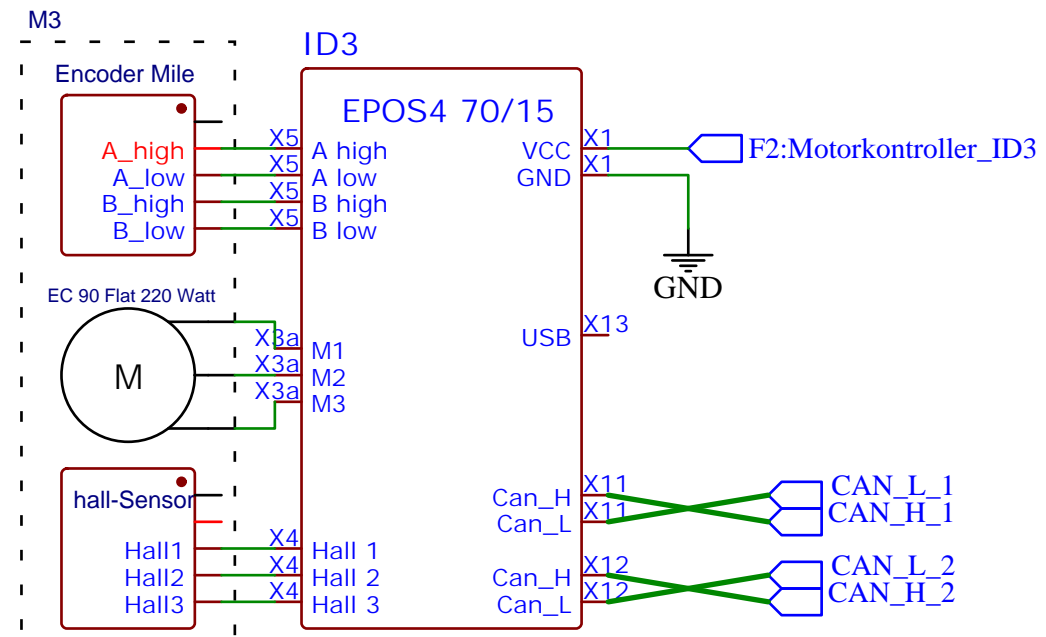 M3
ID3
Encoder Mile
EPOS4 70/15
A_high X5 A high
A_low X5 A low
B_high X5 B high
B_low X5 B low
VCC X1 F2:Motorkontroller_ID3
GND X1
GND
EC 90 Flat 220 Watt
M
X3a M1
X3a M2
X3a M3
USB X13
hall-Sensor
Can_H X11 CAN_L_1
Can_L X11 CAN_H_1
Hall1 X4 Hall 1
Hall2 X4 Hall 2
Hall3 X4 Hall 3
Can_H X12 CAN_L_2
Can_L X12 CAN_H_2